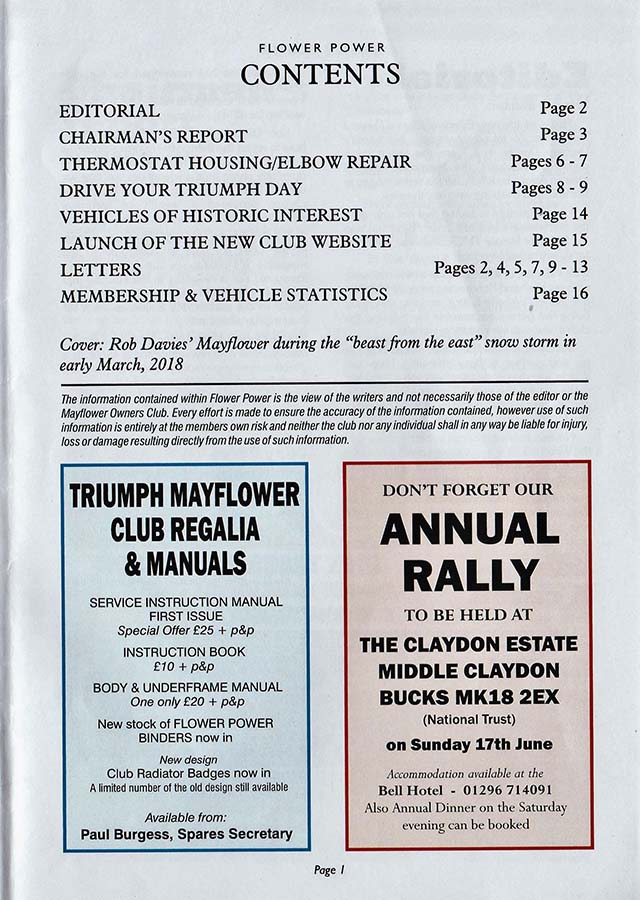 FLOWER POWER
CONTENTS
EDITORIAL Page 2
CHAIRMAN'S REPORT Page 3
THERMOSTAT HOUSING/ELBOW REPAIR Pages 6 - 7
DRIVE YOUR TRIUMPH DAY Pages 8 - 9
VEHICLES OF HISTORIC INTEREST Page 14
LAUNCH OF THE NEW CLUB WEBSITE Page 15
LETTERS Pages 2, 4, 5, 7, 9 - 13
MEMBERSHIP & VEHICLE STATISTICS Page 16
Cover: Rob Davies' Mayflower during the "beast from the east" snow storm in
early March, 2018
The information contained within Flower Power is the view of the writers and not necessarily those of the editor or the
Mayflower Owners Club. Every effort is made to ensure the accuracy of the information contained, however use of such
information is entirely at the members own risk and neither the club nor any individual shall in any way be liable for injury,
loss or damage resulting directly from the use of such information.
TRIUMPH MAYFLOWER
CLUB REGALIA
& MANUALS
SERVICE INSTRUCTION MANUAL
FIRST ISSUE
Special Offer £25 + p&p
INSTRUCTION BOOK
£10 + p&p
BODY & UNDERFRAME MANUAL
One only £20 + p&p
New stock of FLOWER POWER
BINDERS now in
New design
Club Radiator Badges now in
A limited number of the old design still available
Available from:
Paul Burgess, Spares Secretary
DON'T FORGET OUR
ANNUAL
RALLY
TO BE HELD AT
THE CLAYDON ESTATE
MIDDLE CLAYDON
BUCKS MK18 2EX
(National Trust)
on Sunday 17th June
Accommodation available at the
Bell Hotel - 01296 714091
Also Annual Dinner on the Saturday
evening can be booked
Page 1